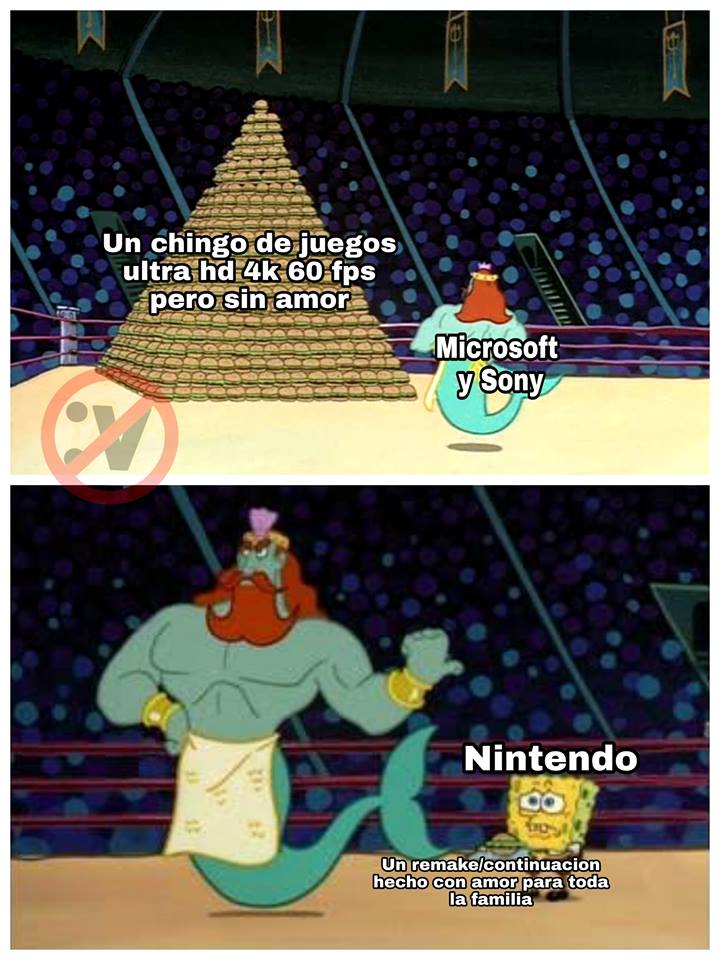 Un chingo de juegos
ultra hd 4k 60 fps
pero sin amor
Microsoft
y Sony
:v
Nintendo
Un remake/continuacion
hecho con amor para toda
la familia